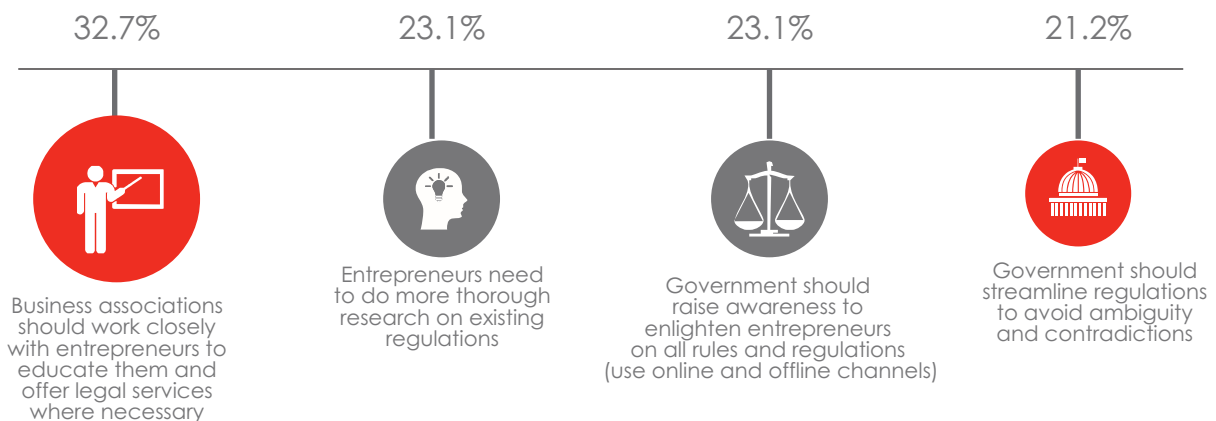 32.7%
23.1%
23.1%
21.2%
Business associations
should work closely
with entrepreneurs to
educate them and
offer legal services
where necessary
Entrepreneurs need
to do more thorough
research on existing
regulations
Government should
raise awareness to
enlighten entrepreneurs
on all rules and regulations
(use online and offline channels)
Government should
streamline regulations
to avoid ambiguity
and contradictions